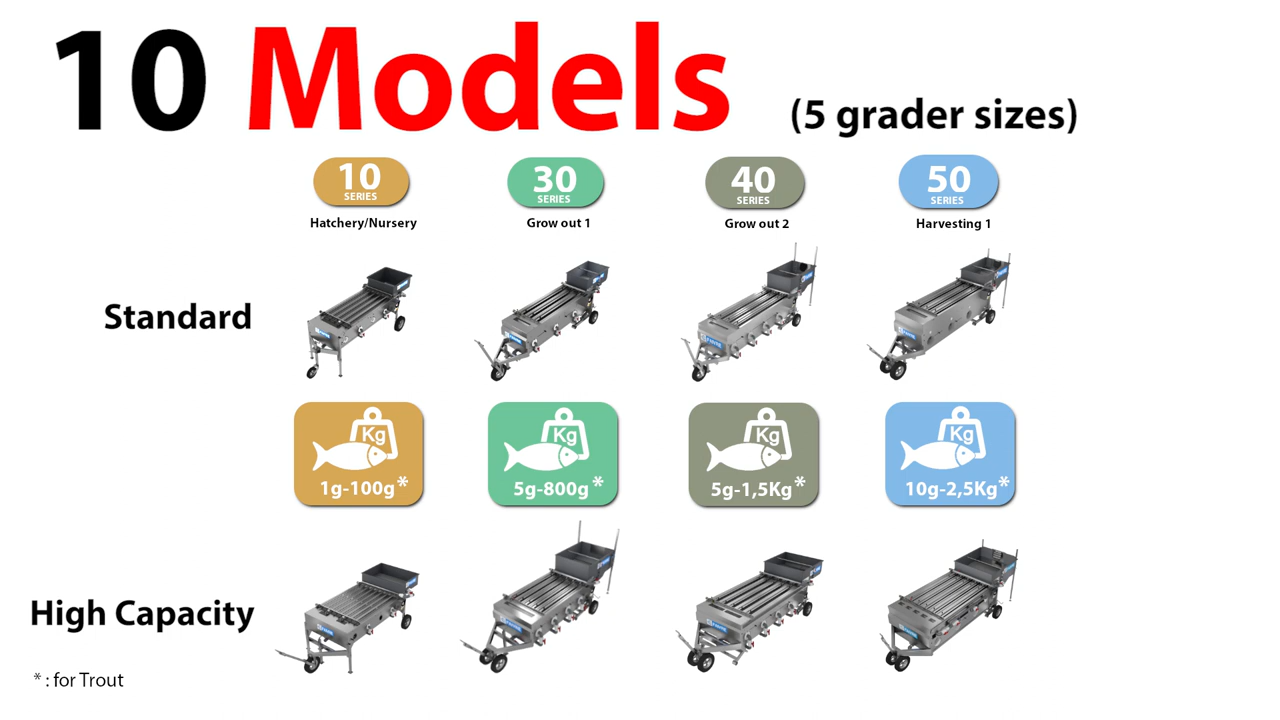 10 Models (5 grader sizes)
10 SERIES
30 SERIES
40 SERIES
50 SERIES
Hatchery/Nursery
Grow out 1
Grow out 2
Harvesting 1
Standard
Kg
Kg
Kg
Kg
1g-100g*
5g-800g*
5g-1,5Kg*
10g-2,5Kg*
High Capacity
* : for Trout